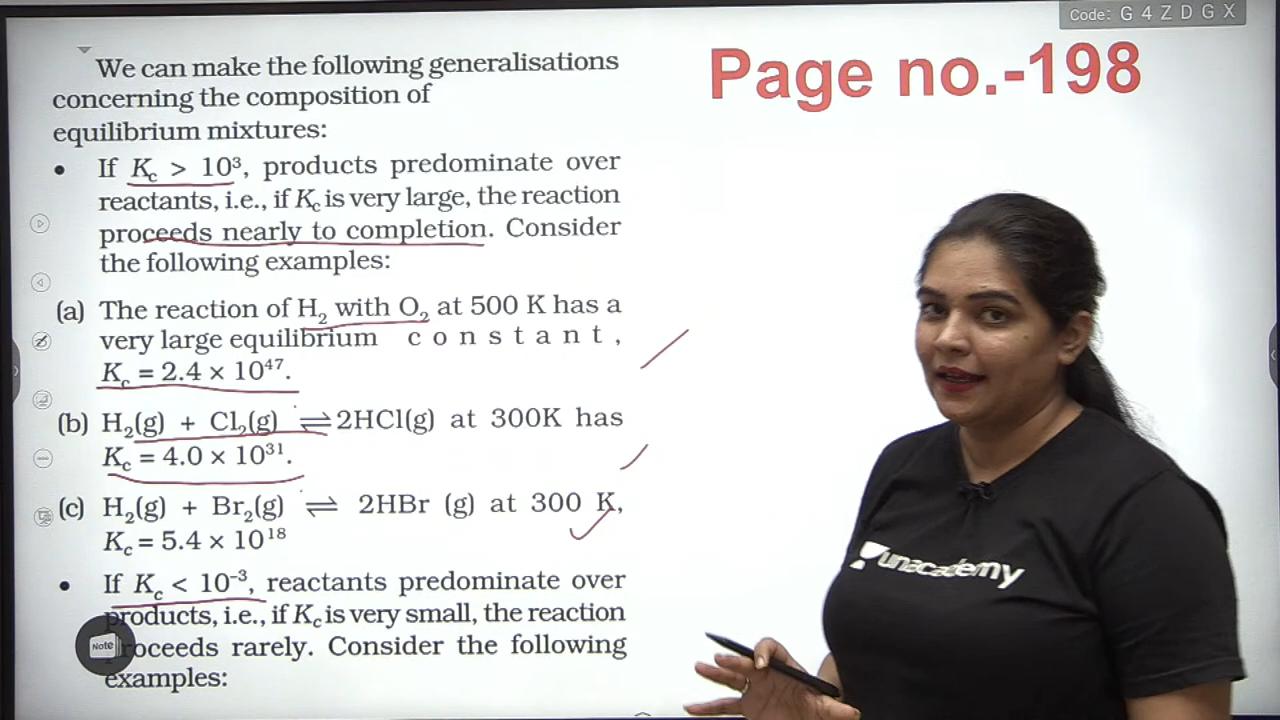 Code: G 4 Z D G X
Page no.-198
We can make the following generalisations
concerning the composition of
equilibrium mixtures:
• If Kc > 10³, products predominate over
reactants, i.e., if Kc is very large, the reaction
proceeds nearly to completion. Consider
the following examples:
(a) The reaction of H₂ with O₂ at 500 K has a
very large equilibrium c o n s t a n t ,
Kc = 2.4 × 10⁴⁷.
(b) H₂(g) + Cl₂(g) ⇌ 2HCl(g) at 300K has
Kc = 4.0 × 10³¹.
(c) H₂(g) + Br₂(g) ⇌ 2HBr (g) at 300 K,
Kc = 5.4 × 10¹⁸
• If Kc < 10⁻³, reactants predominate over
products, i.e., if Kc is very small, the reaction
proceeds rarely. Consider the following
examples:
Note
unacademy